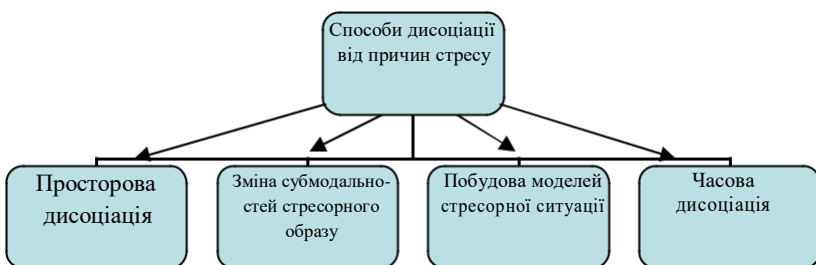 Способи дисоціації
від причин стресу
Просторова
дисоціація
Зміна субмодально-
стей стресорного
образу
Побудова моделей
стресорної ситуації
Часова
дисоціація